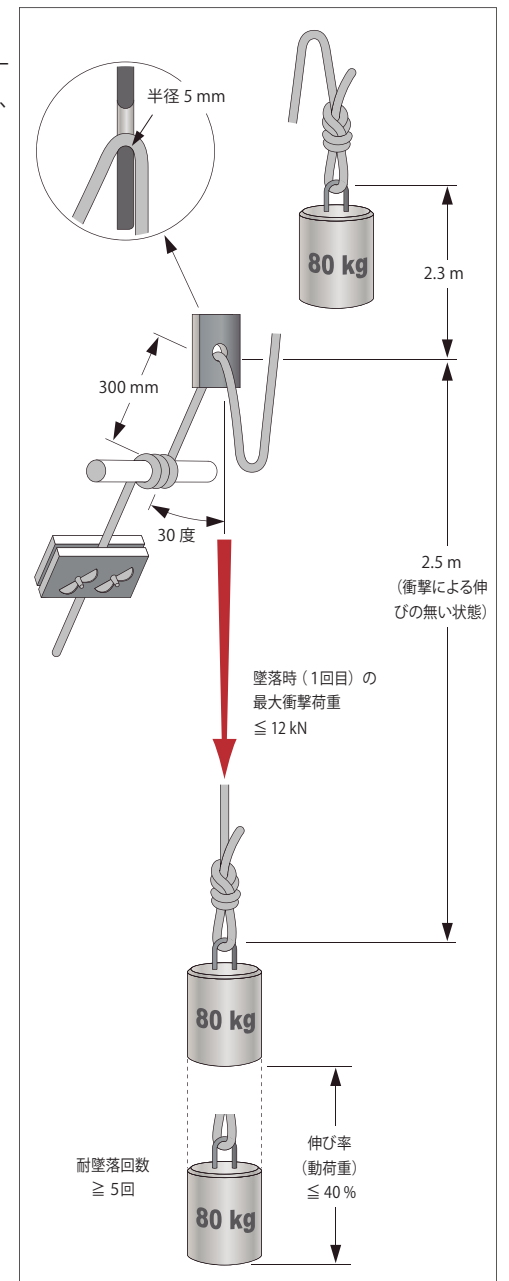 半径 5 mm
80 kg
2.3 m
300 mm
30 度
2.5 m
（衝撃による伸
びの無い状態）
墜落時（1回目）の
最大衝撃荷重
≦ 12 kN
80 kg
耐墜落回数
≧ 5回
伸び率
（動荷重）
≦ 40 %
80 kg